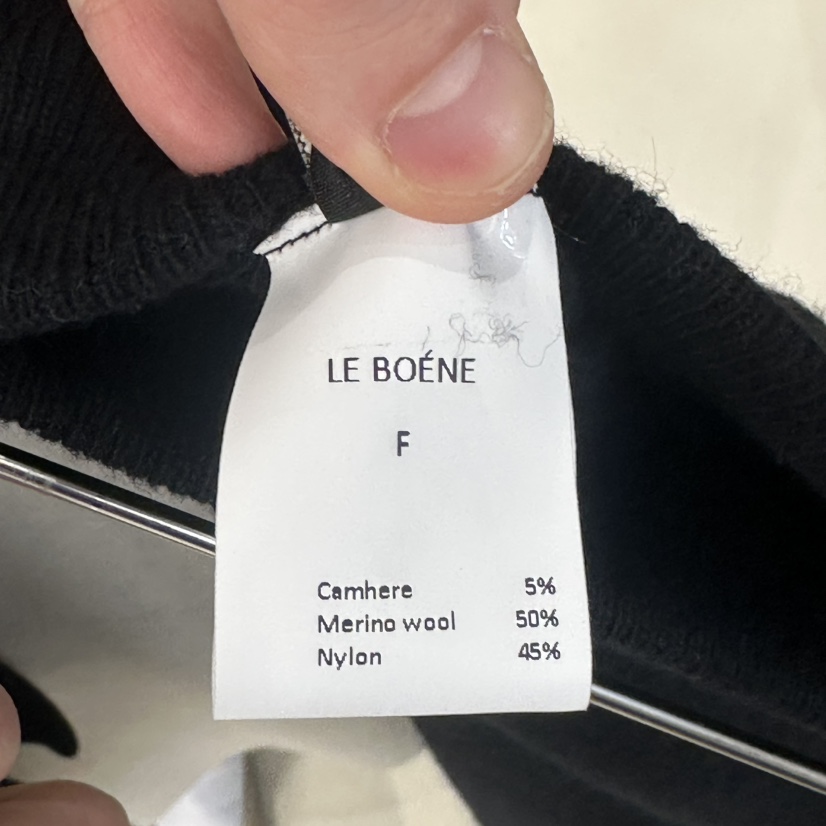 LE BOÉNE
F
Camhere 5%
Merino wool 50%
Nylon 45%